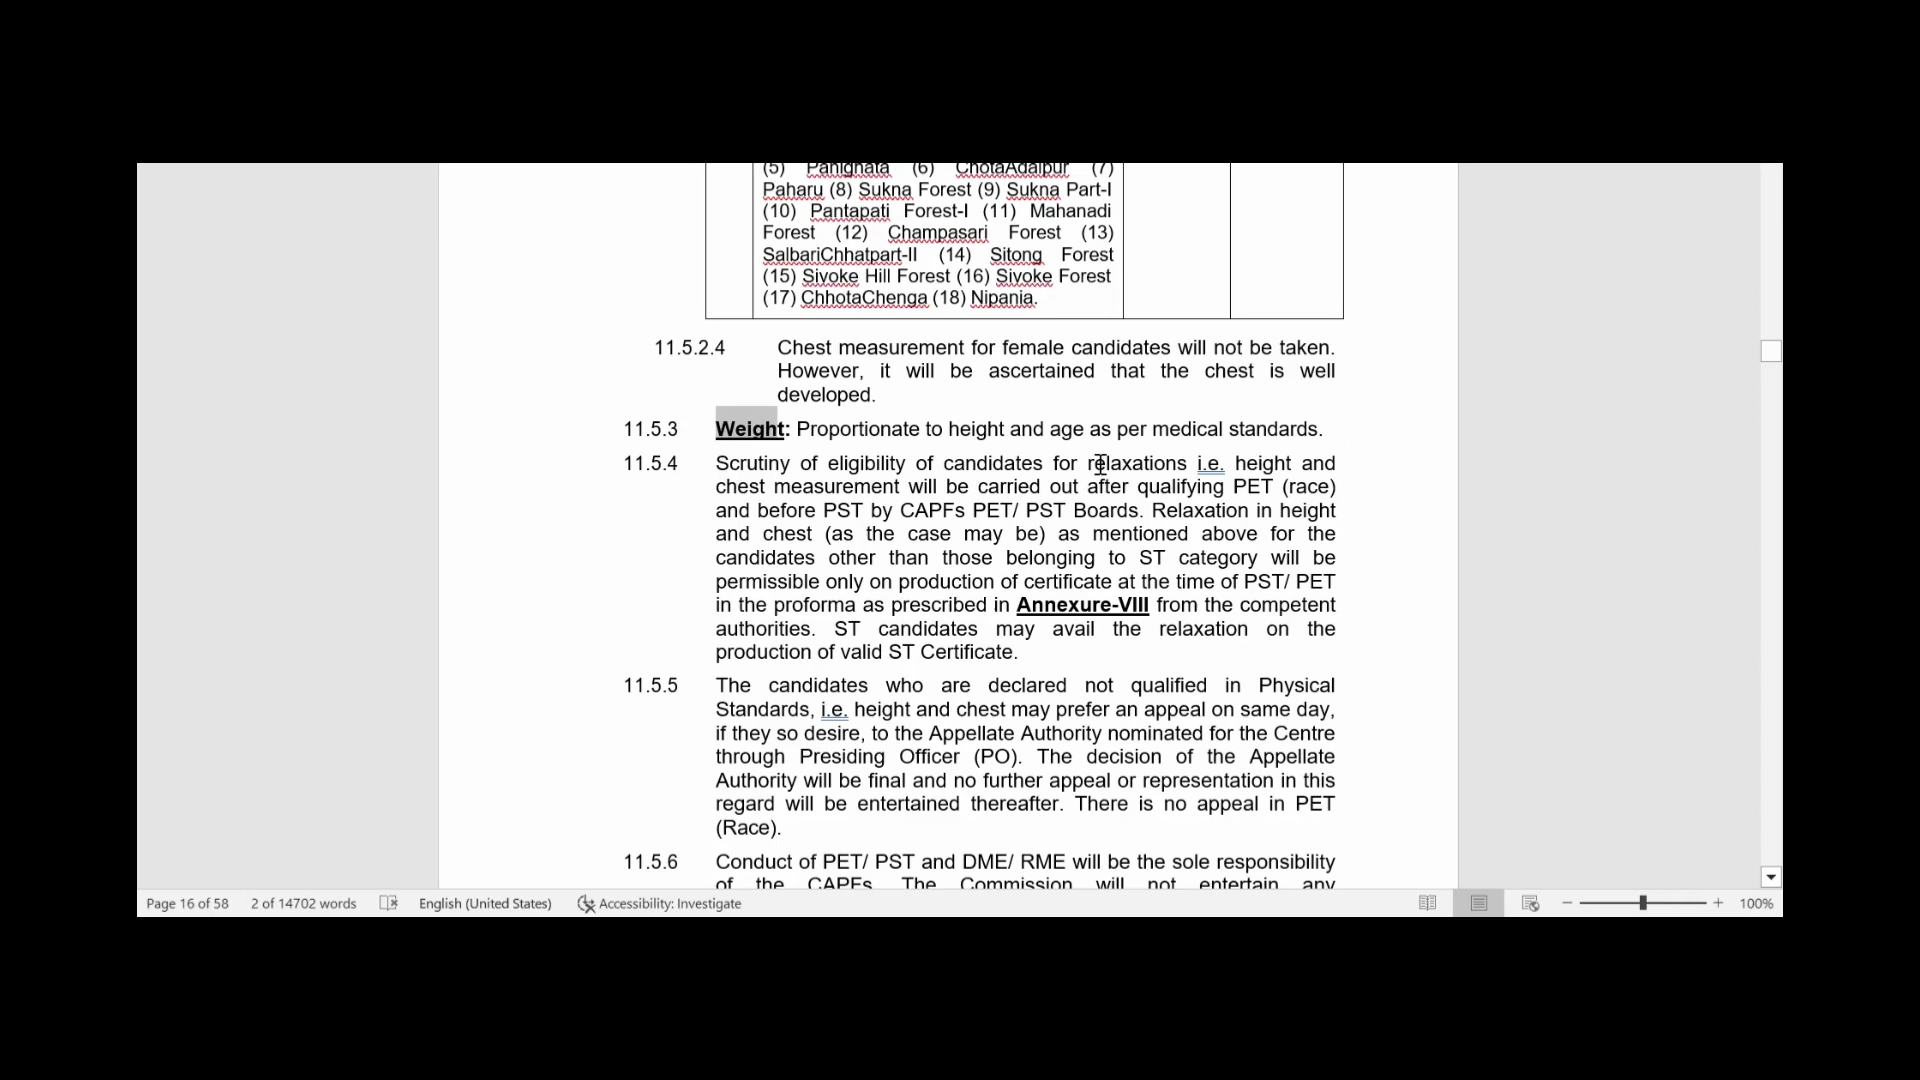 (5) Panighata (6) ChotaAdalpur (7)
Paharu (8) Sukna Forest (9) Sukna Part-I
(10) Pantapati Forest-I (11) Mahanadi
Forest (12) Champasari Forest (13)
SalbariChhatpart-II (14) Sitong Forest
(15) Sivoke Hill Forest (16) Sivoke Forest
(17) ChhotaChenga (18) Nipania.
11.5.2.4 Chest measurement for female candidates will not be taken.
However, it will be ascertained that the chest is well
developed.
11.5.3 Weight: Proportionate to height and age as per medical standards.
11.5.4 Scrutiny of eligibility of candidates for relaxations i.e. height and
chest measurement will be carried out after qualifying PET (race)
and before PST by CAPFs PET/ PST Boards. Relaxation in height
and chest (as the case may be) as mentioned above for the
candidates other than those belonging to ST category will be
permissible only on production of certificate at the time of PST/ PET
in the proforma as prescribed in Annexure-VIII from the competent
authorities. ST candidates may avail the relaxation on the
production of valid ST Certificate.
11.5.5 The candidates who are declared not qualified in Physical
Standards, i.e. height and chest may prefer an appeal on same day,
if they so desire, to the Appellate Authority nominated for the Centre
through Presiding Officer (PO). The decision of the Appellate
Authority will be final and no further appeal or representation in this
regard will be entertained thereafter. There is no appeal in PET
(Race).
11.5.6 Conduct of PET/ PST and DME/ RME will be the sole responsibility
of the CAPFs. The Commission will not entertain any
Page 16 of 58 2 of 14702 words English (United States) Accessibility: Investigate 100%